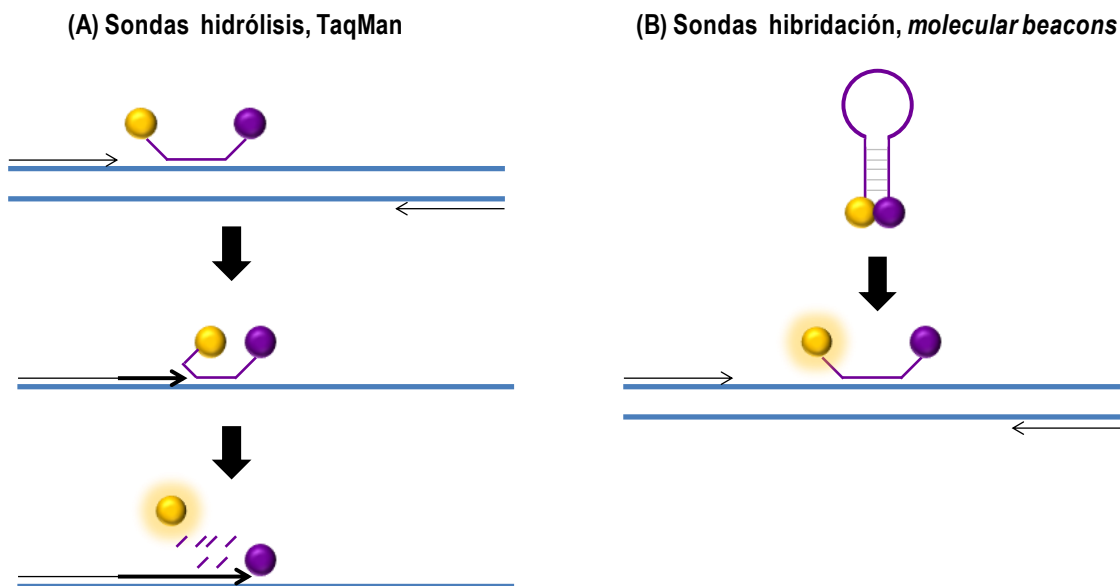 (A) Sondas hidrólisis, TaqMan
(B) Sondas hibridación, molecular beacons